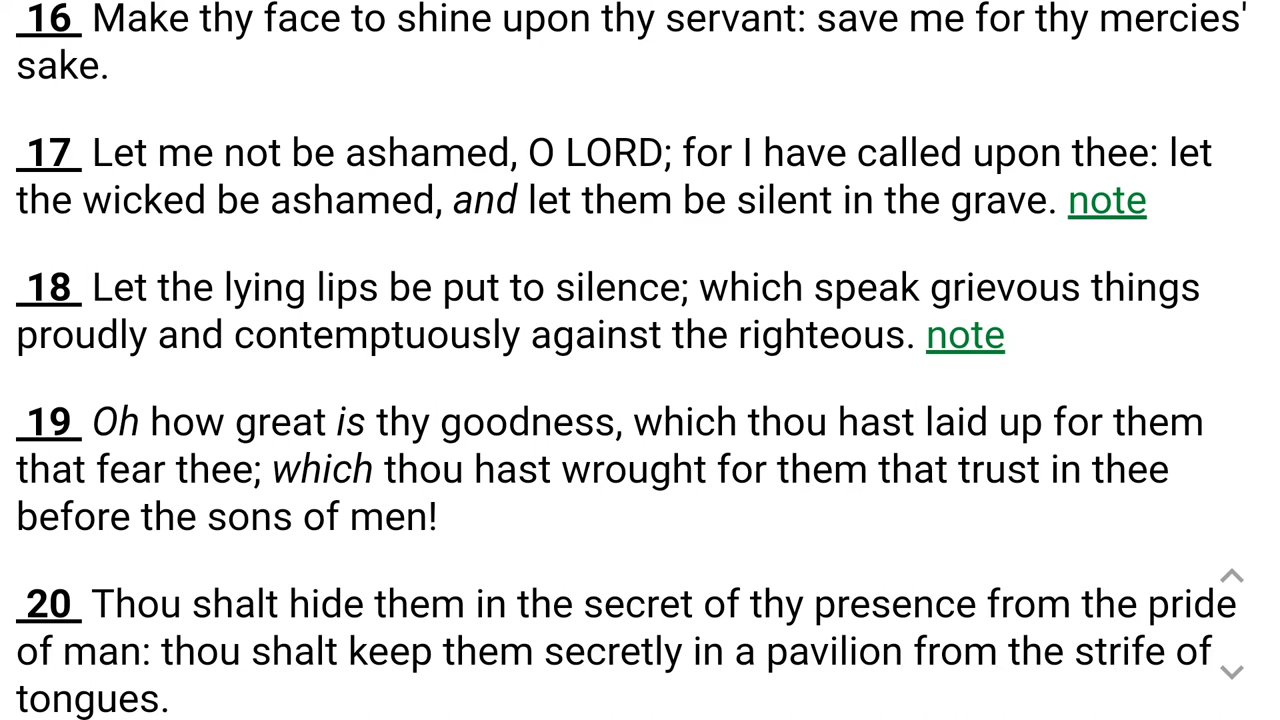 16 Make thy face to shine upon thy servant: save me for thy mercies'
sake.
17 Let me not be ashamed, O LORD; for I have called upon thee: let
the wicked be ashamed, and let them be silent in the grave. note
18 Let the lying lips be put to silence; which speak grievous things
proudly and contemptuously against the righteous. note
19 Oh how great is thy goodness, which thou hast laid up for them
that fear thee; which thou hast wrought for them that trust in thee
before the sons of men!
20 Thou shalt hide them in the secret of thy presence from the pride
of man: thou shalt keep them secretly in a pavilion from the strife of
tongues.